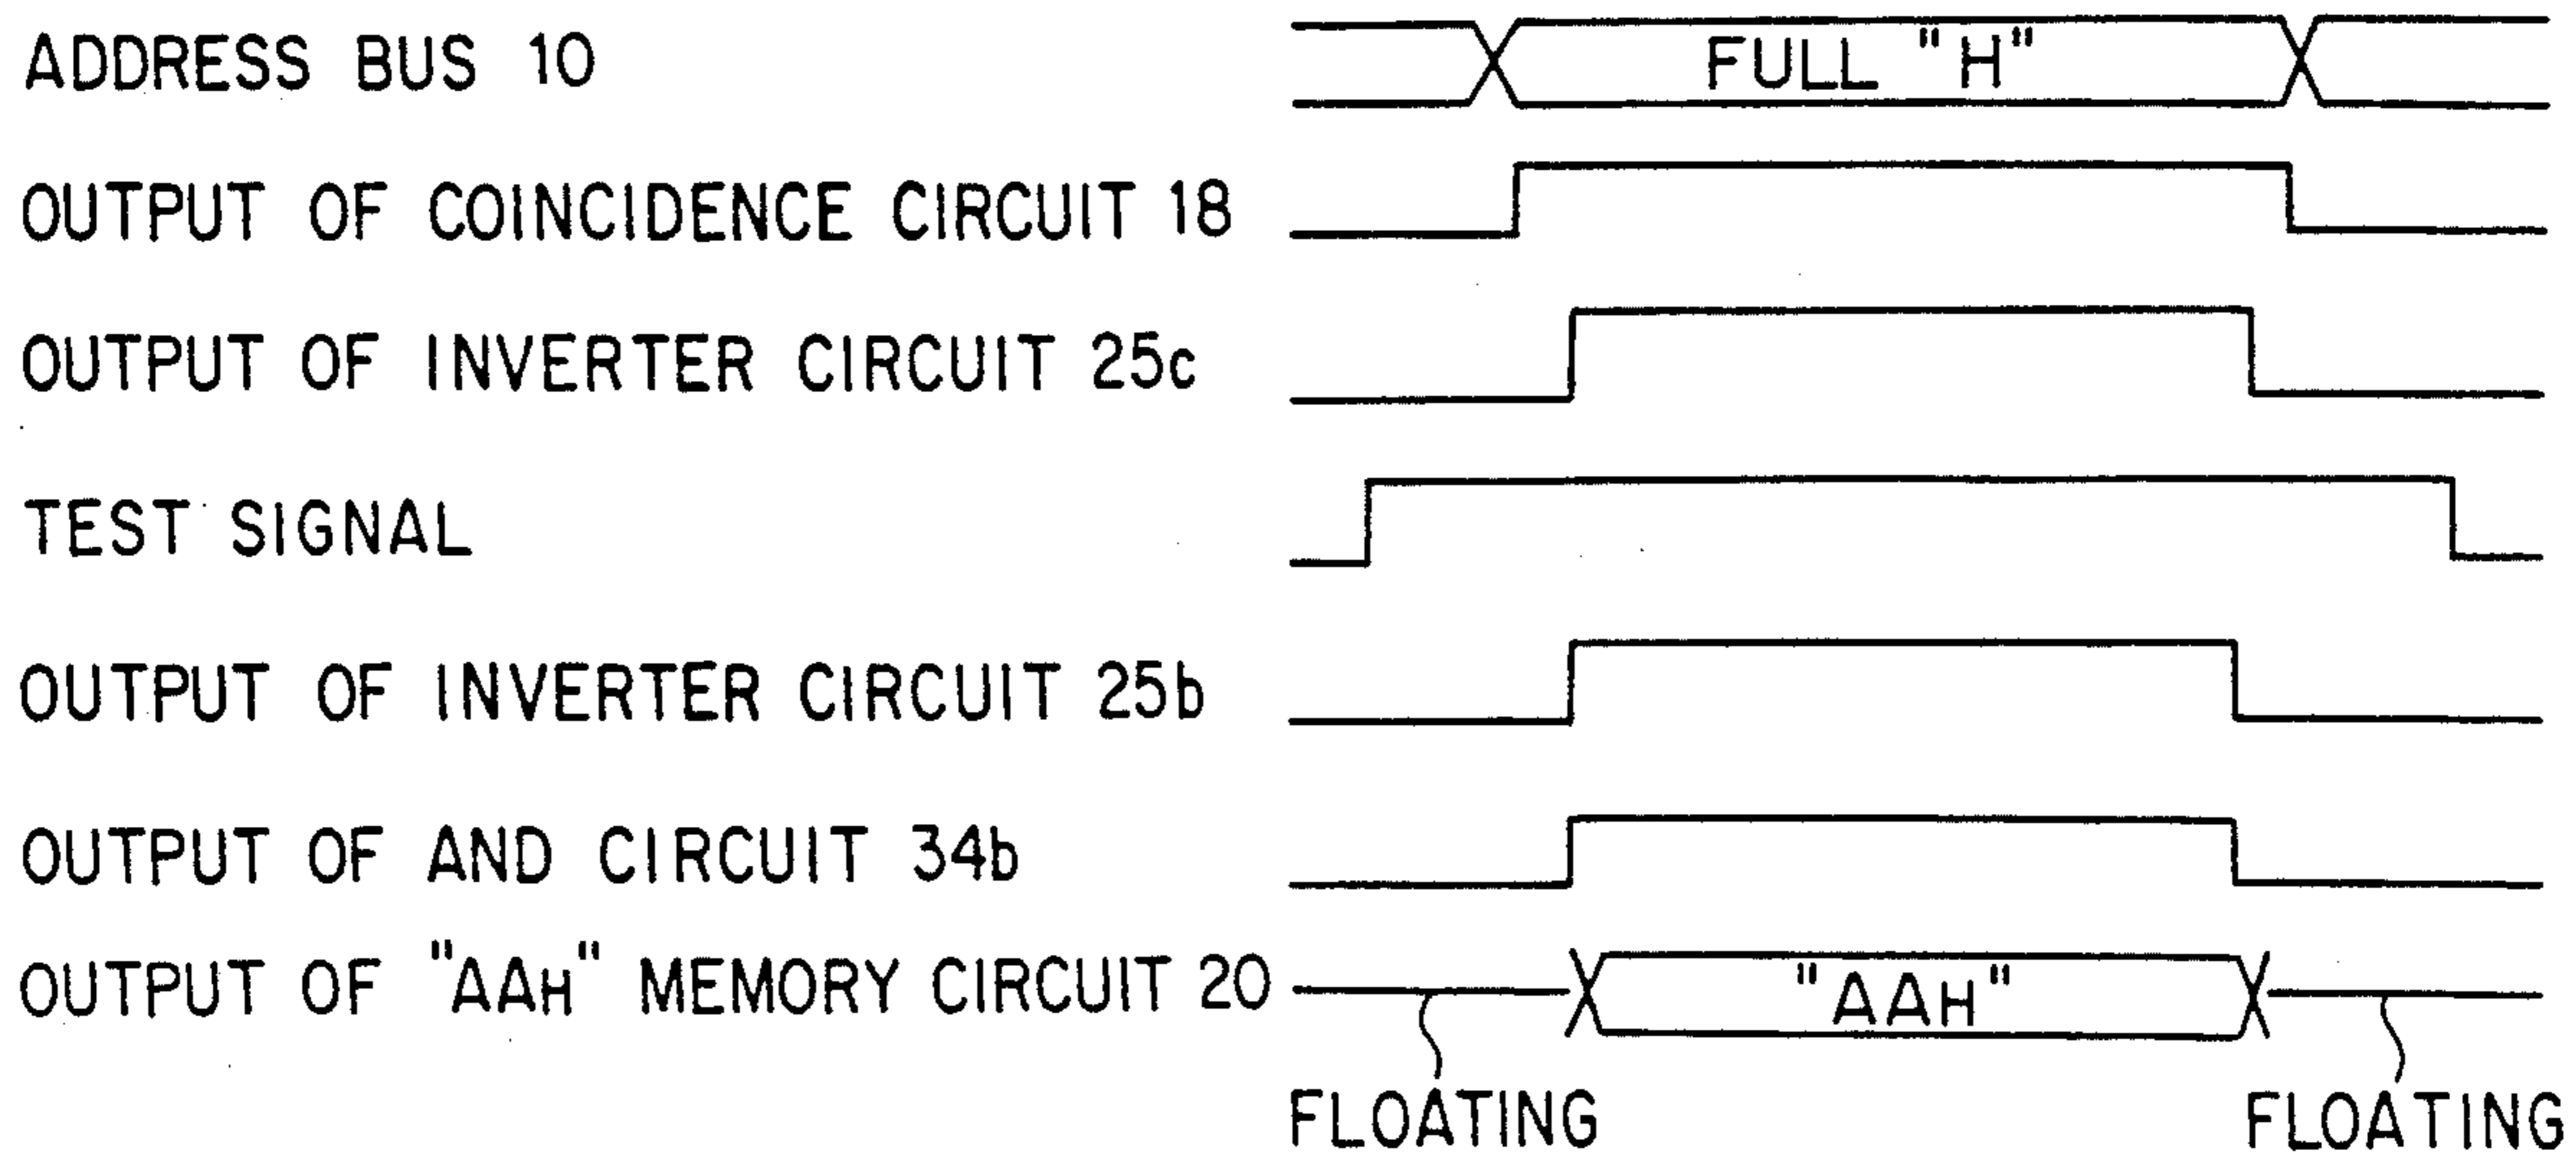 ADDRESS BUS 10
FULL "H"
OUTPUT OF COINCIDENCE CIRCUIT 18
OUTPUT OF INVERTER CIRCUIT 25c
TEST SIGNAL
OUTPUT OF INVERTER CIRCUIT 25b
OUTPUT OF AND CIRCUIT 34b
OUTPUT OF "AAH" MEMORY CIRCUIT 20
"AAH"
FLOATING
FLOATING